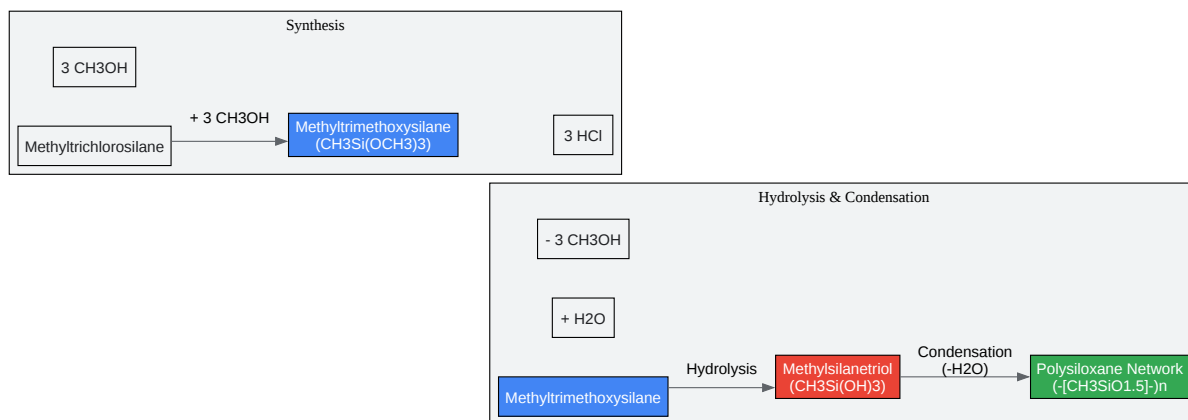 Synthesis
3 CH3OH
+ 3 CH3OH
Methyltrichlorosilane
Methyltrimethoxysilane
(CH3Si(OCH3)3)
3 HCl
Hydrolysis & Condensation
- 3 CH3OH
+ H2O
Methyltrimethoxysilane
Hydrolysis
Methylsilanetriol
(CH3Si(OH)3)
Condensation
(-H2O)
Polysiloxane Network
(-[CH3SiO1.5]-)n